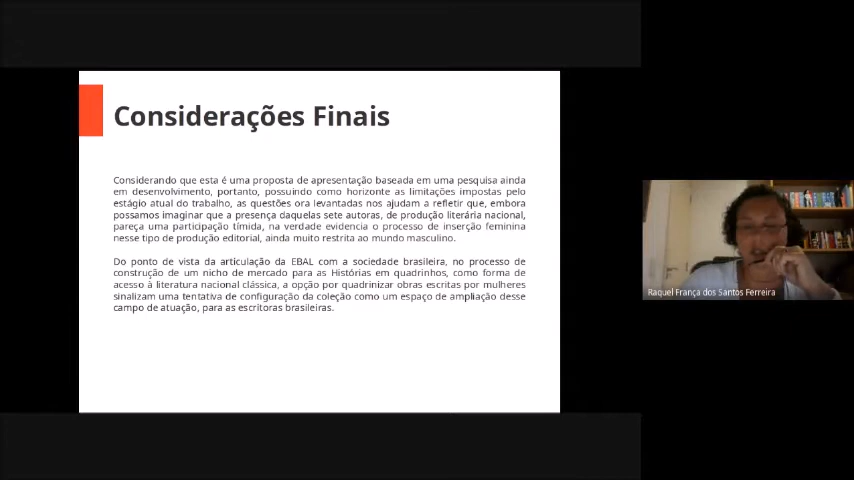 Considerações Finais
Considerando que esta é uma proposta de apresentação baseada em uma pesquisa ainda
em desenvolvimento, portanto, possuindo como horizonte as limitações impostas pelo
estágio atual do trabalho, as questões ora levantadas nos ajudam a refletir que, embora
possamos imaginar que a presença daquelas sete autoras, de produção literária nacional,
pareça uma participação tímida, na verdade evidencia o processo de inserção feminina
nesse tipo de produção editorial, ainda muito restrita ao mundo masculino.
Do ponto de vista da articulação da EBAL com a sociedade brasileira, no processo de
construção de um nicho de mercado para as Histórias em quadrinhos, como forma de
acesso à literatura nacional clássica, a opção por quadrinizar obras escritas por mulheres
sinalizam uma tentativa de configuração da coleção como um espaço de ampliação desse
campo de atuação, para as escritoras brasileiras.
Raquel França dos Santos Ferreira